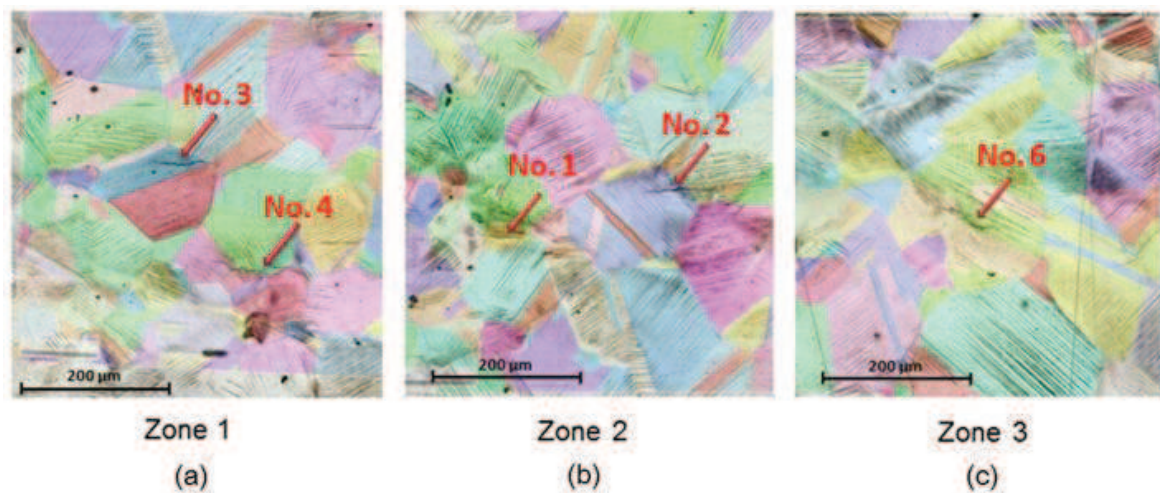 No. 3
No. 4
200 μm
No. 1
No. 2
200 μm
No. 6
200 μm
Zone 1
Zone 2
Zone 3
(a)
(b)
(c)